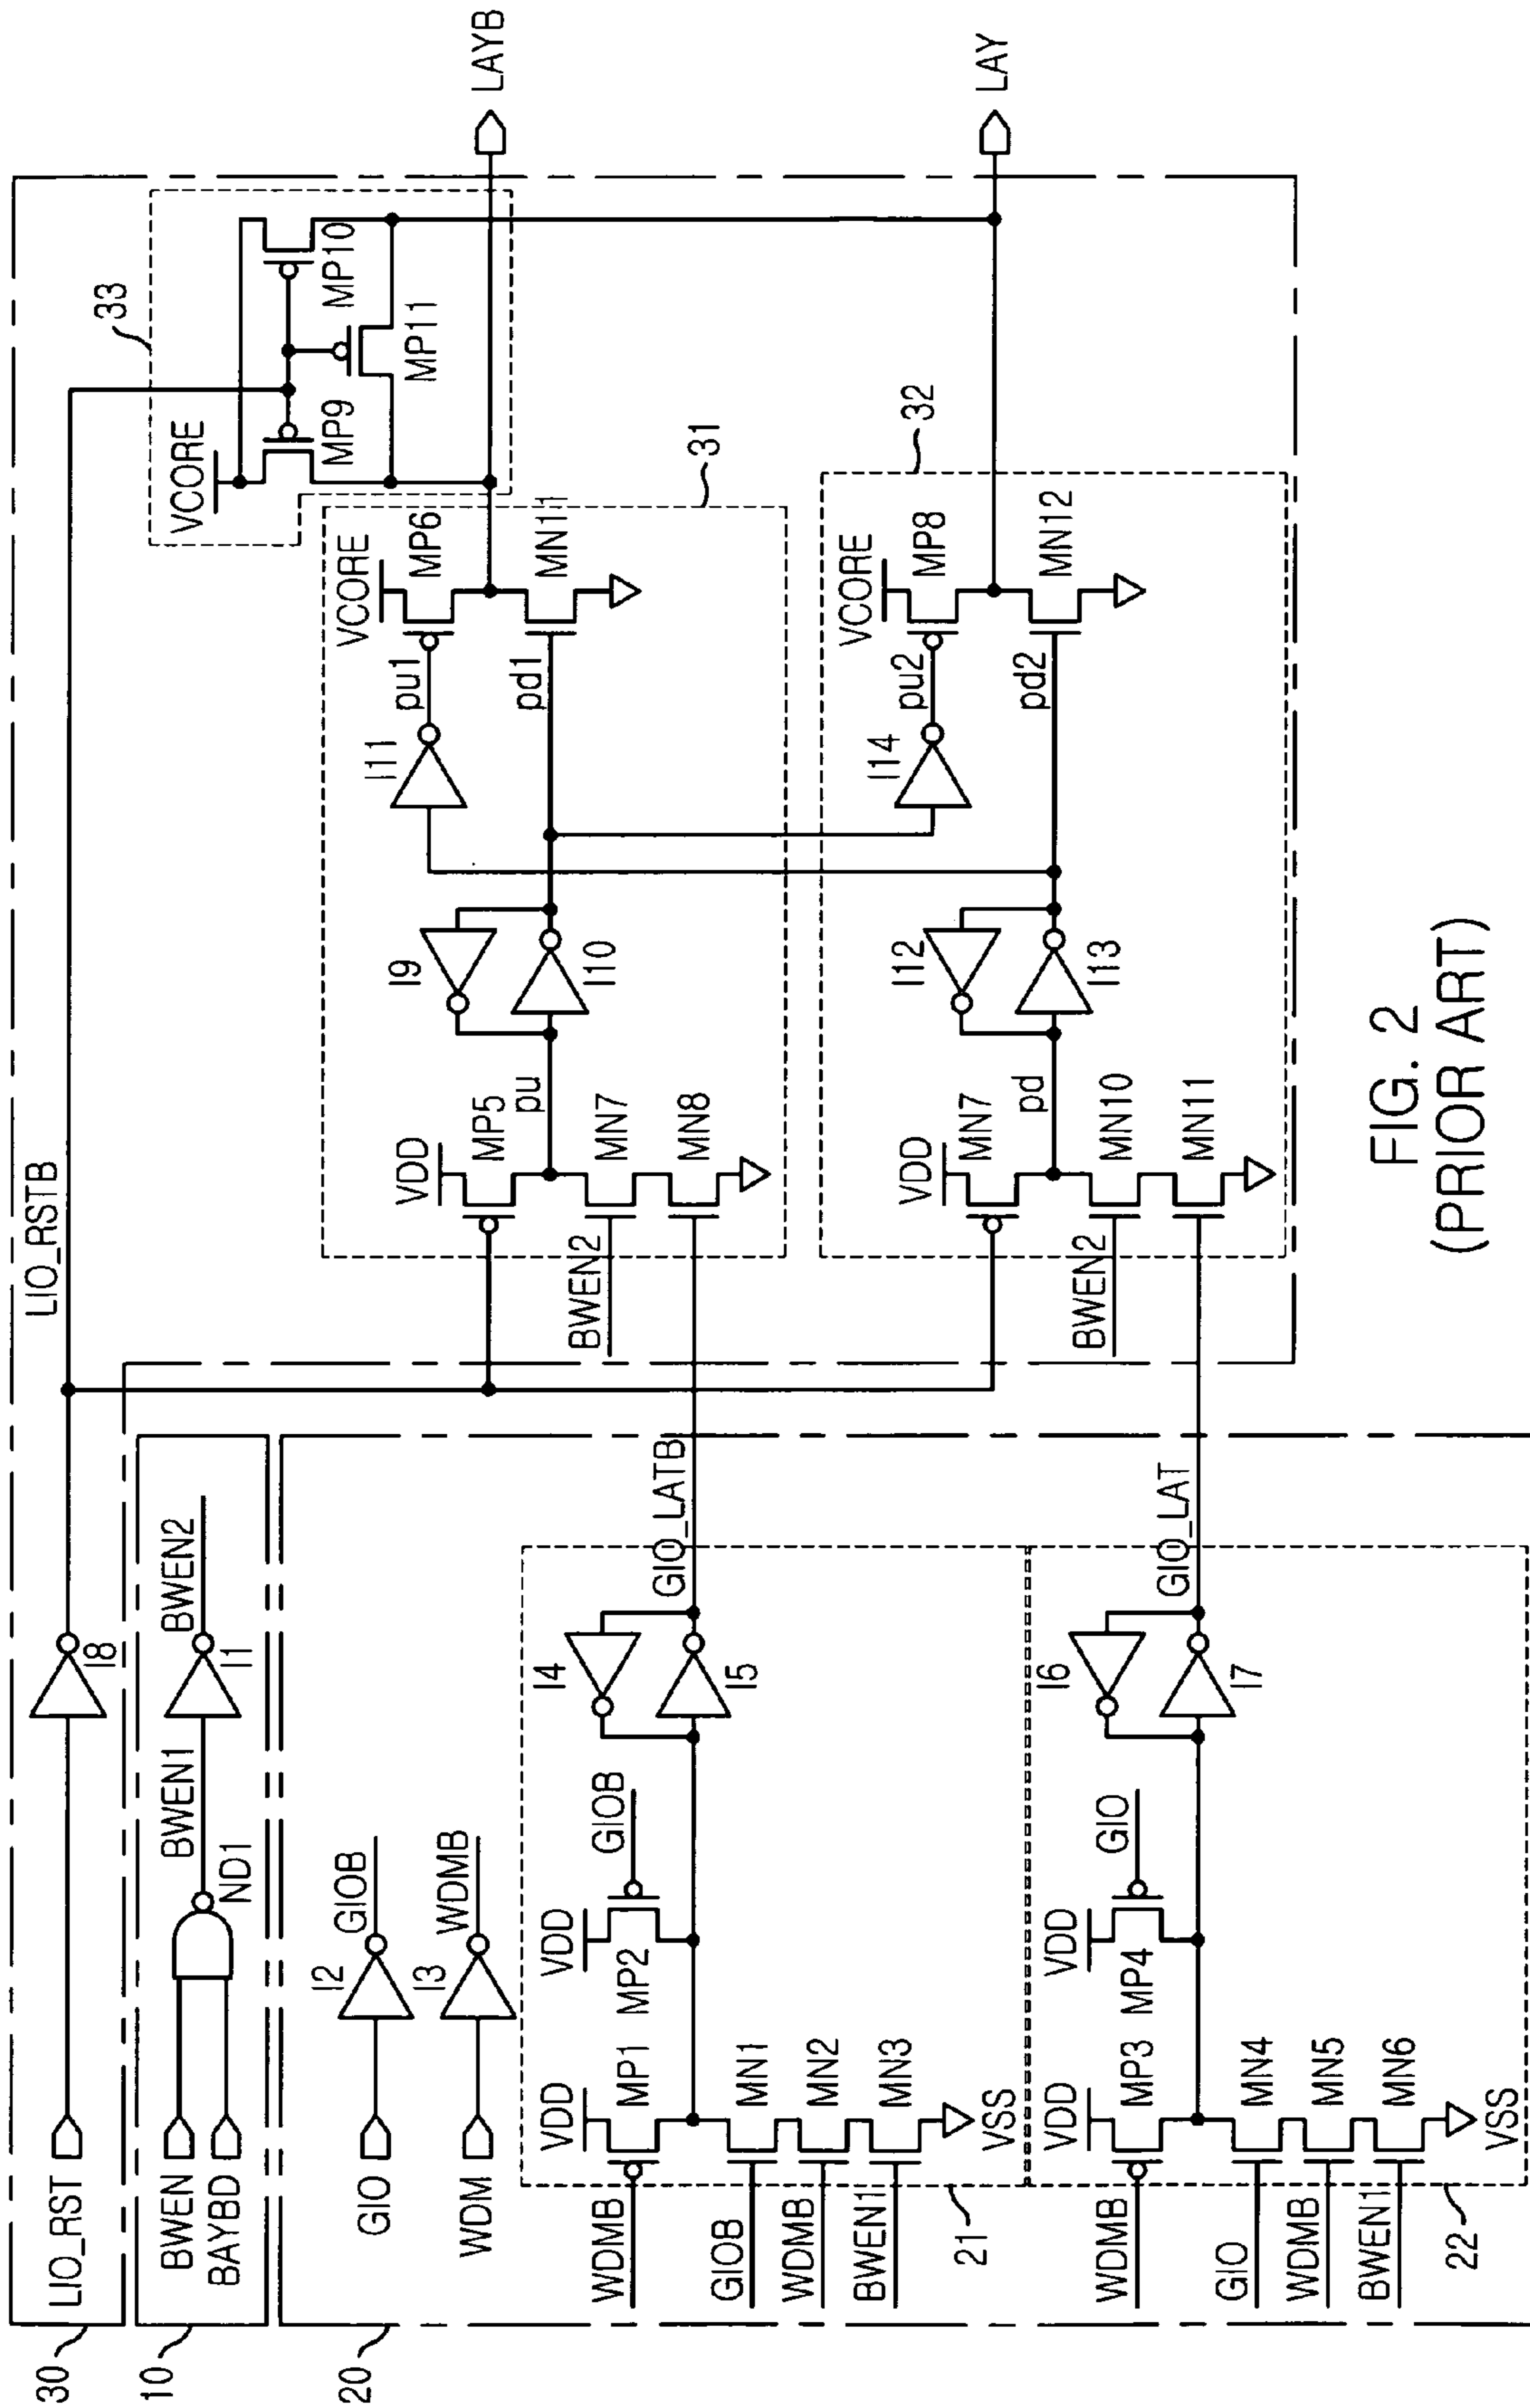 30
LIO_RST
I8
LIO_RSTB
10
BWEN
BAYBD
ND1
BWEN1
I1
BWEN2
20
GIO
I2
GIOB
WDM
I3
WDMB
21
WDMB
GIOB
WDMB
BWEN1
VDD
MP1
MN1
MN2
MN3
VSS
VDD
MP2
GIOB
I4
I5
GIO_LATB
22
WDMB
GIO
WDMB
BWEN1
VDD
MP3
MN4
MN5
MN6
VSS
VDD
MP4
GIO
I6
I7
GIO_LAT
31
BWEN2
VDD
MP5
MN7
MN8
pu
I9
I10
I11
pu1
pd1
VCORE
MP6
MN11
32
BWEN2
VDD
MN7
MN10
MN11
pd
I12
I13
I14
pu2
pd2
VCORE
MP8
MN12
33
VCORE
MP9
MP10
MP11
LAYB
LAY
FIG. 2
(PRIOR ART)